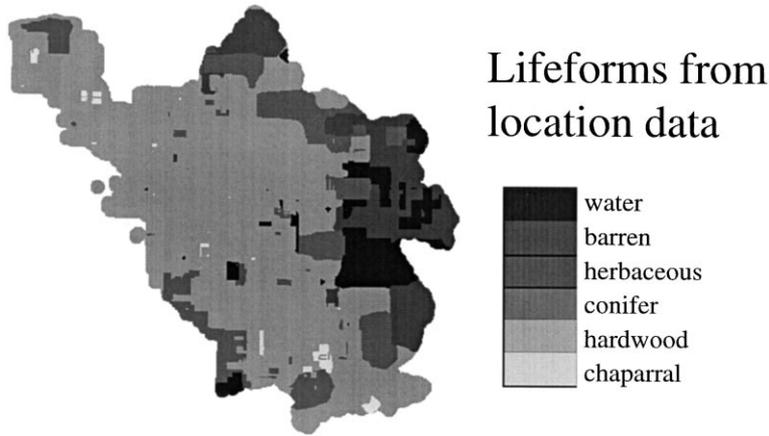 Lifeforms from
location data
water
barren
herbaceous
conifer
hardwood
chaparral